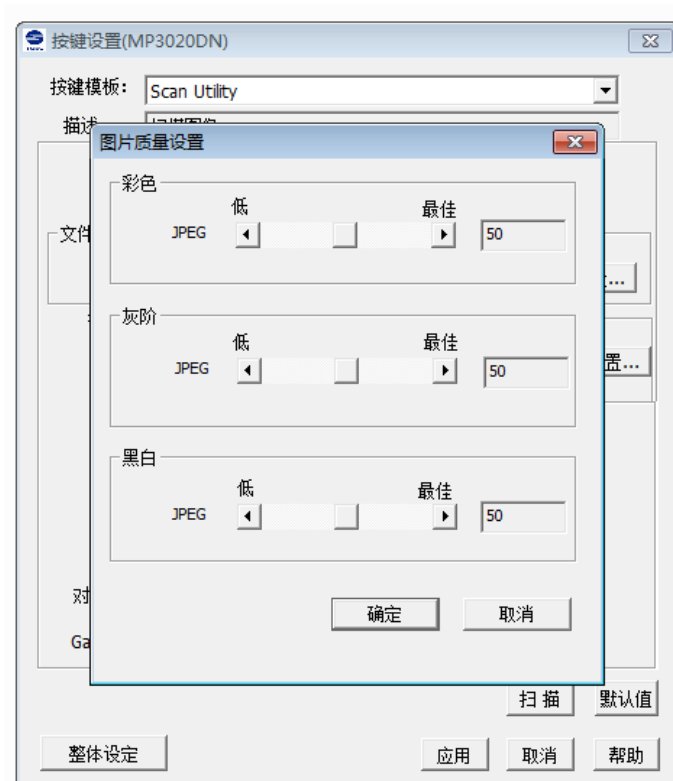 按键设置(MP3020DN)
按键模板： Scan Utility
描述
图片质量设置
彩色
低 最佳
JPEG 50
文件
...
灰阶
低 最佳
JPEG 50
置...
黑白
低 最佳
JPEG 50
对
确定 取消
Ga
扫 描 默认值
整体设定 应用 取消 帮助